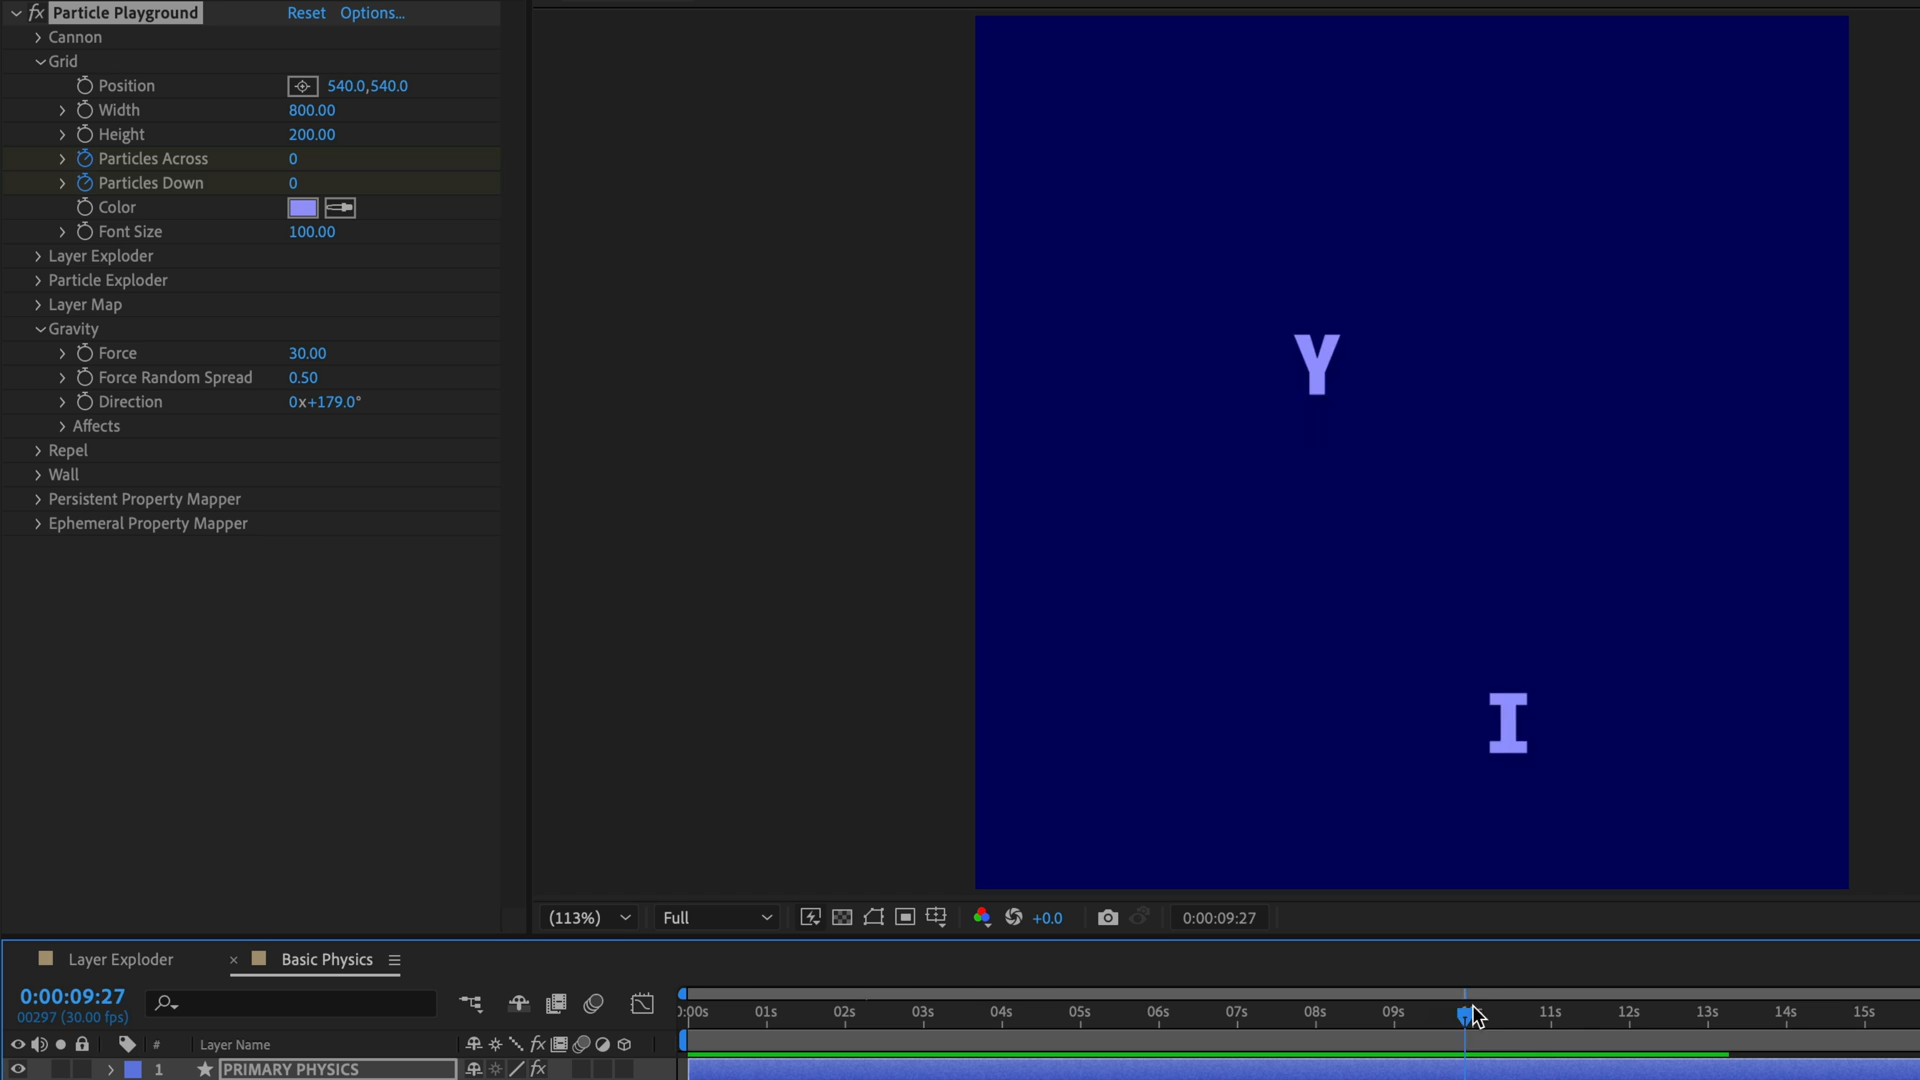 fx Particle Playground Reset Options...
Cannon
Grid
Position 540.0,540.0
Width 800.00
Height 200.00
Particles Across 0
Particles Down 0
Color
Font Size 100.00
Layer Exploder
Particle Exploder
Layer Map
Gravity
Force 30.00
Force Random Spread 0.50
Direction 0x+179.0°
Affects
Repel
Wall
Persistent Property Mapper
Ephemeral Property Mapper
Y
I
(113%) Full +0.0 0:00:09:27
Layer Exploder × Basic Physics
0:00:09:27
00297 (30.00 fps)
:00s 01s 02s 03s 04s 05s 06s 07s 08s 09s 11s 12s 13s 14s 15s
# Layer Name fx
1 PRIMARY PHYSICS fx